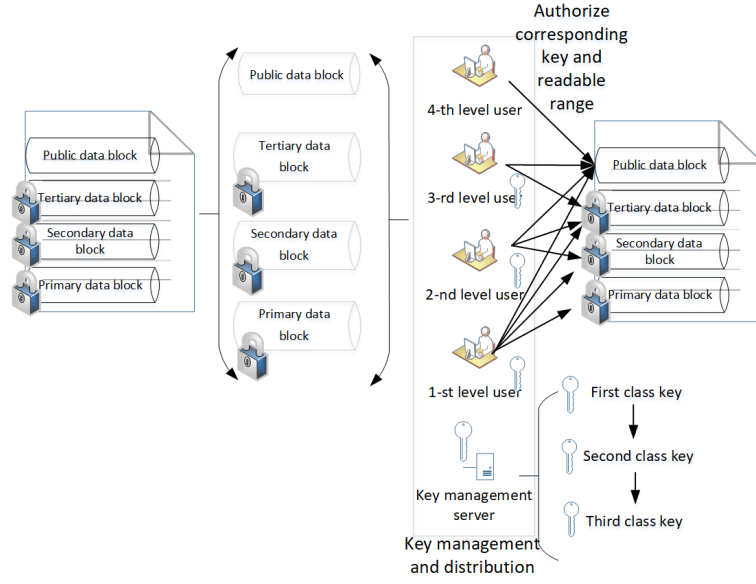 Public data block
Tertiary data block
Secondary data
block
Primary data block
Public data block
Tertiary data
block
Secondary data
block
Primary data
block
4-th level user
3-rd level user
2-nd level user
1-st level user
Key management
server
Key management
and distribution
Authorize
corresponding
key and
readable
range
Public data block
Tertiary data block
Secondary data
block
Primary data block
First class key
Second class key
Third class key